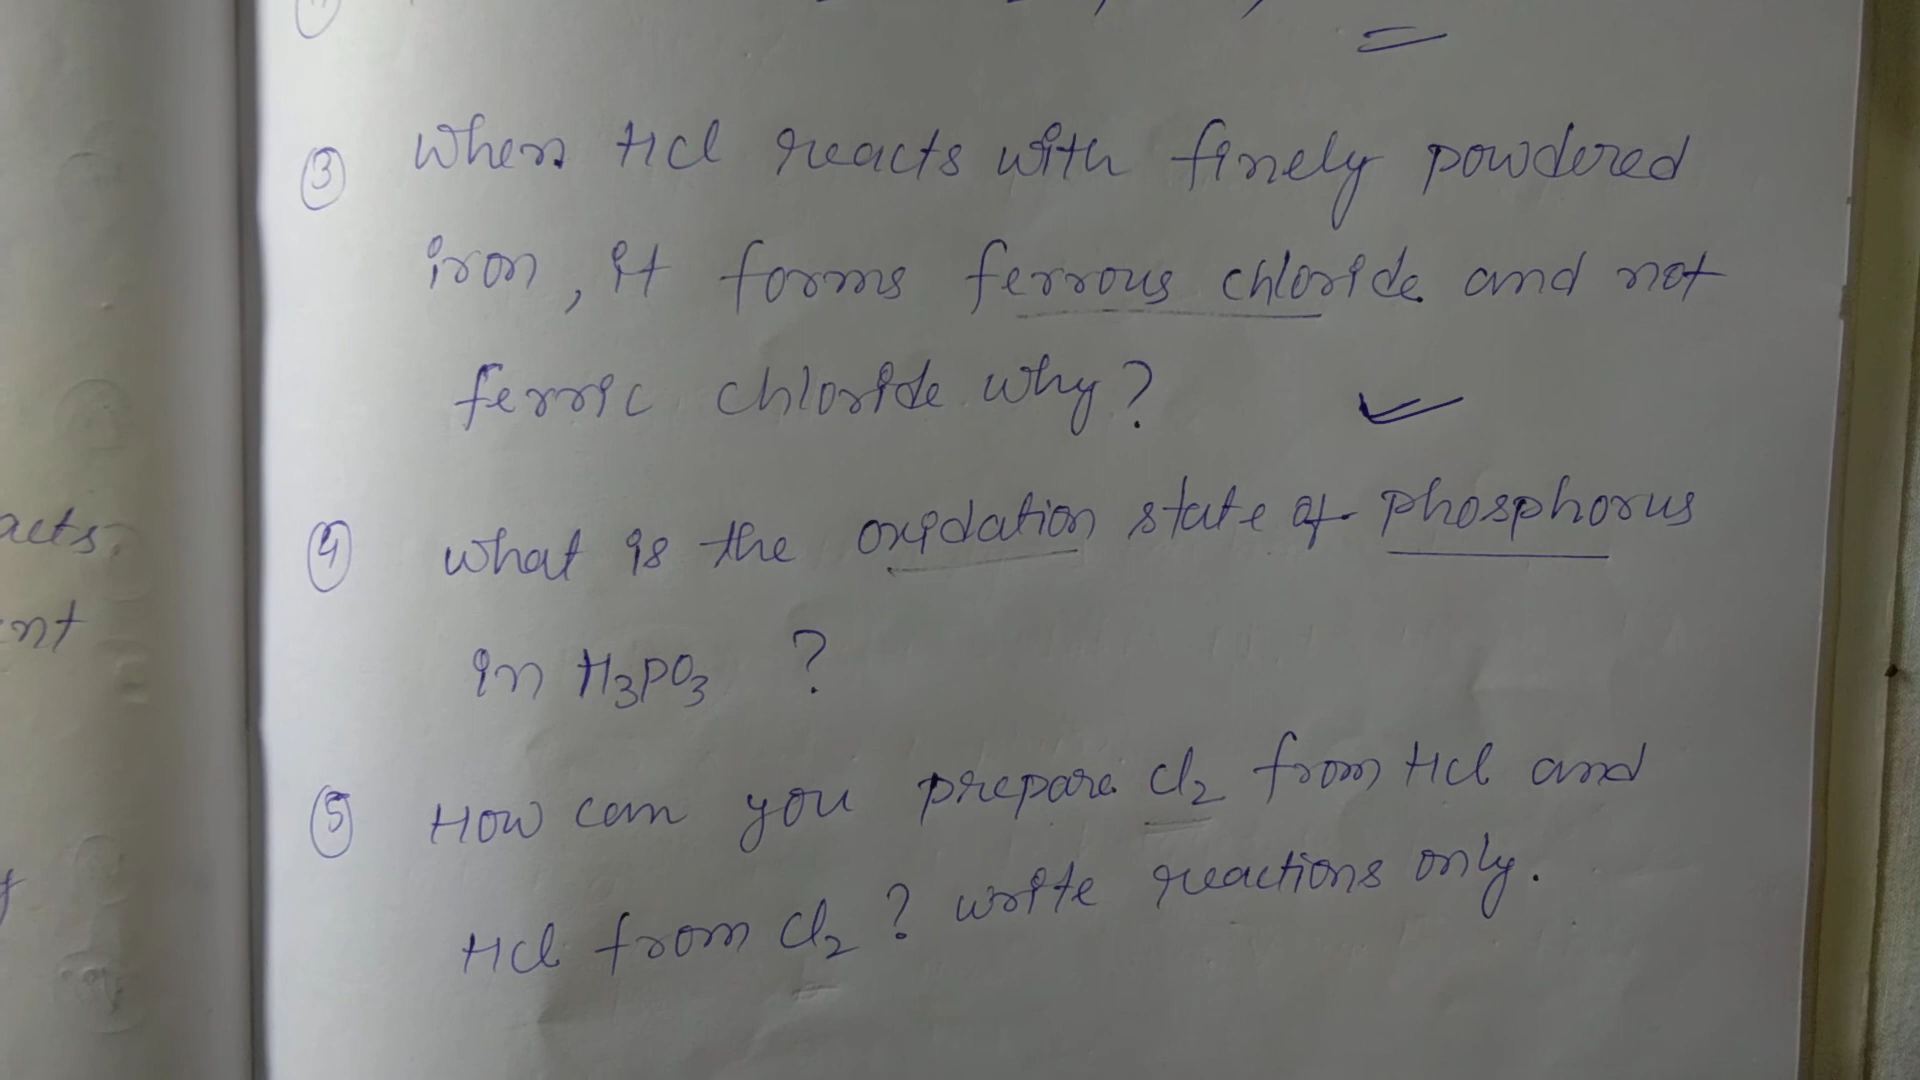 ③ When HCl reacts with finely powdered
iron, it forms ferrous chloride and not
ferric chloride why?
④ what is the oxidation state of phosphorus
in H₃PO₃ ?
⑤ How can you prepare Cl₂ from HCl and
HCl from Cl₂ ? write reactions only.
acts
nt